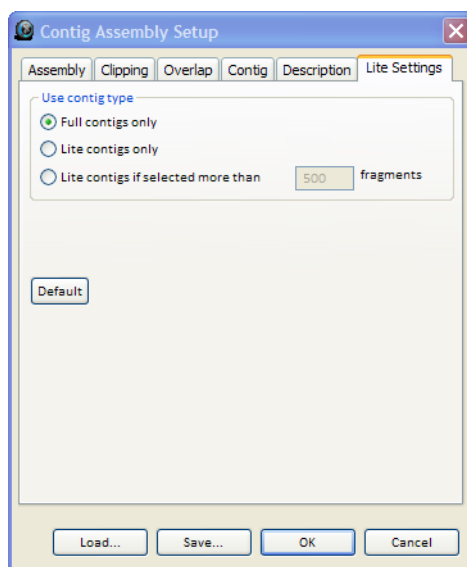 Contig Assembly Setup
Assembly Clipping Overlap Contig Description Lite Settings
Use contig type
Full contigs only
Lite contigs only
Lite contigs if selected more than 500 fragments
Default
Load... Save... OK Cancel